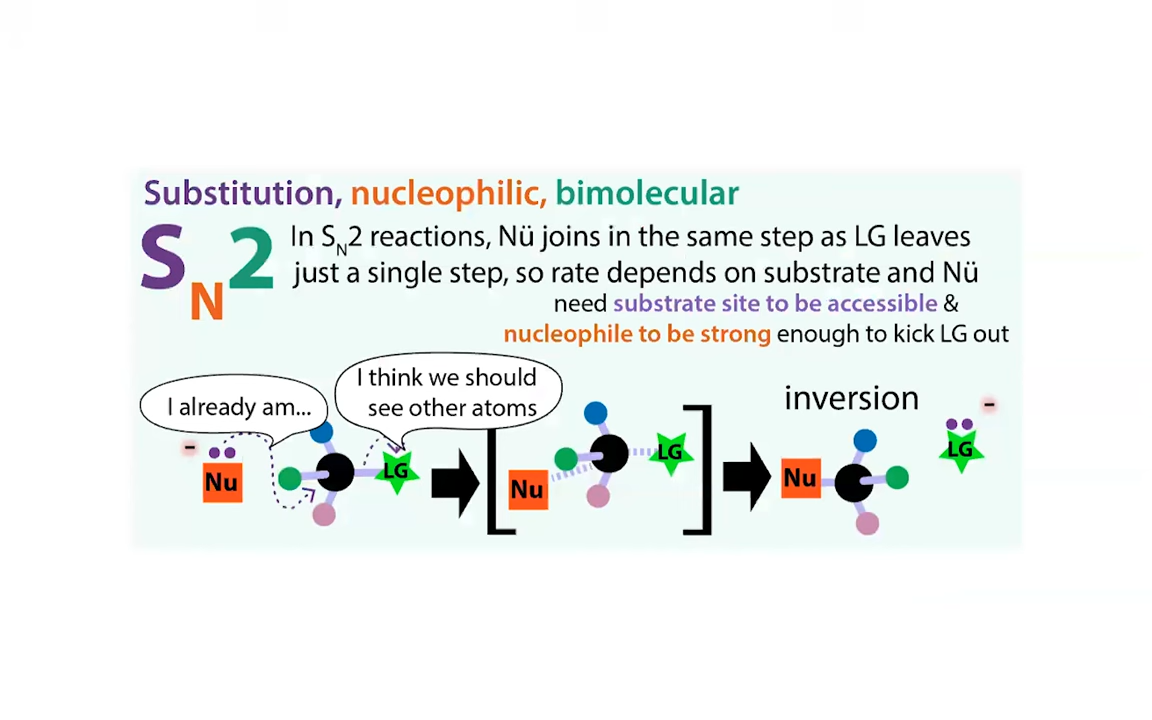 Substitution, nucleophilic, bimolecular
SN2
In SN2 reactions, Nü joins in the same step as LG leaves
just a single step, so rate depends on substrate and Nü
need substrate site to be accessible &
nucleophile to be strong enough to kick LG out
I already am...
I think we should
see other atoms
inversion
-
Nu
LG
Nu
LG
Nu
-
LG